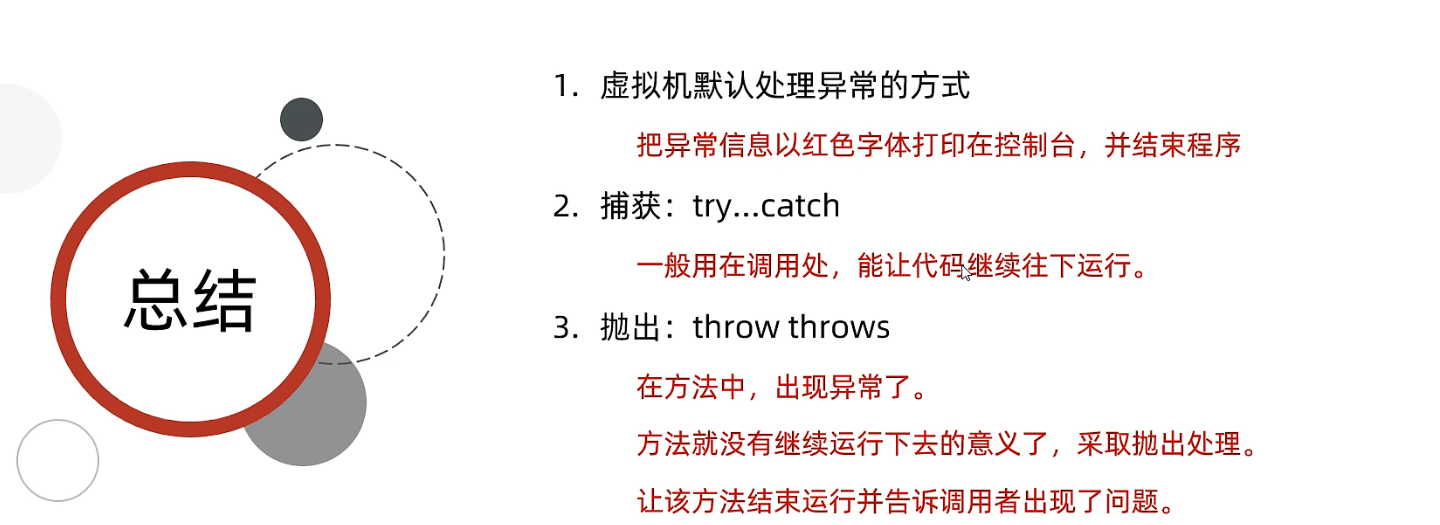 总结
1. 虚拟机默认处理异常的方式
把异常信息以红色字体打印在控制台，并结束程序
2. 捕获：try...catch
一般用在调用处，能让代码继续往下运行。
3. 抛出：throw throws
在方法中，出现异常了。
方法就没有继续运行下去的意义了，采取抛出处理。
让该方法结束运行并告诉调用者出现了问题。